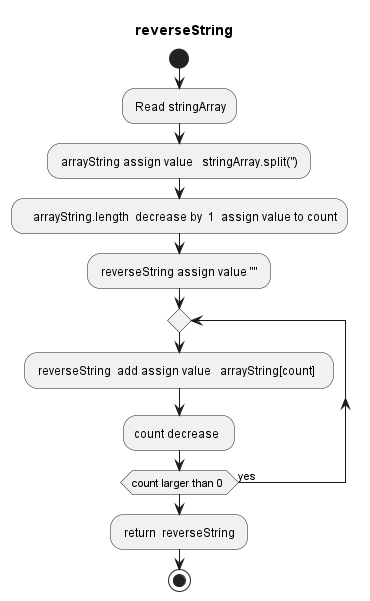 reverseString
Read stringArray
arrayString assign value stringArray.split('')
arrayString.length decrease by 1 assign value to count
reverseString assign value ""
reverseString add assign value arrayString[count]
count decrease
count larger than 0
yes
return reverseString